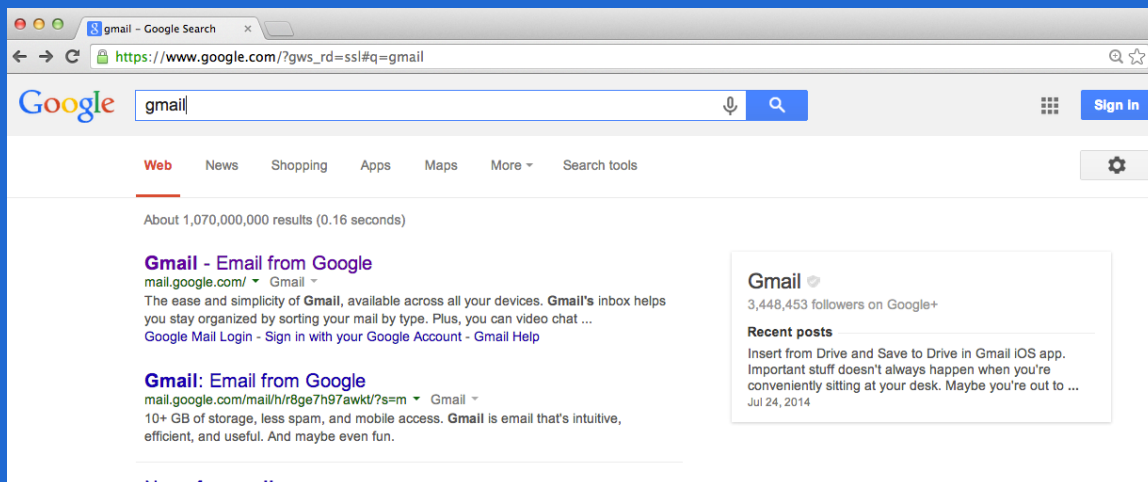 gmail - Google Search
https://www.google.com/?gws_rd=ssl#q=gmail
Google
gmail
Sign in
Web News Shopping Apps Maps More Search tools
About 1,070,000,000 results (0.16 seconds)
Gmail - Email from Google
mail.google.com/ Gmail
The ease and simplicity of Gmail, available across all your devices. Gmail's inbox helps
you stay organized by sorting your mail by type. Plus, you can video chat ...
Google Mail Login - Sign in with your Google Account - Gmail Help
Gmail: Email from Google
mail.google.com/mail/h/r8ge7h97awkt/?s=m Gmail
10+ GB of storage, less spam, and mobile access. Gmail is email that's intuitive,
efficient, and useful. And maybe even fun.
Gmail
3,448,453 followers on Google+
Recent posts
Insert from Drive and Save to Drive in Gmail iOS app.
Important stuff doesn't always happen when you're
conveniently sitting at your desk. Maybe you're out to ...
Jul 24, 2014